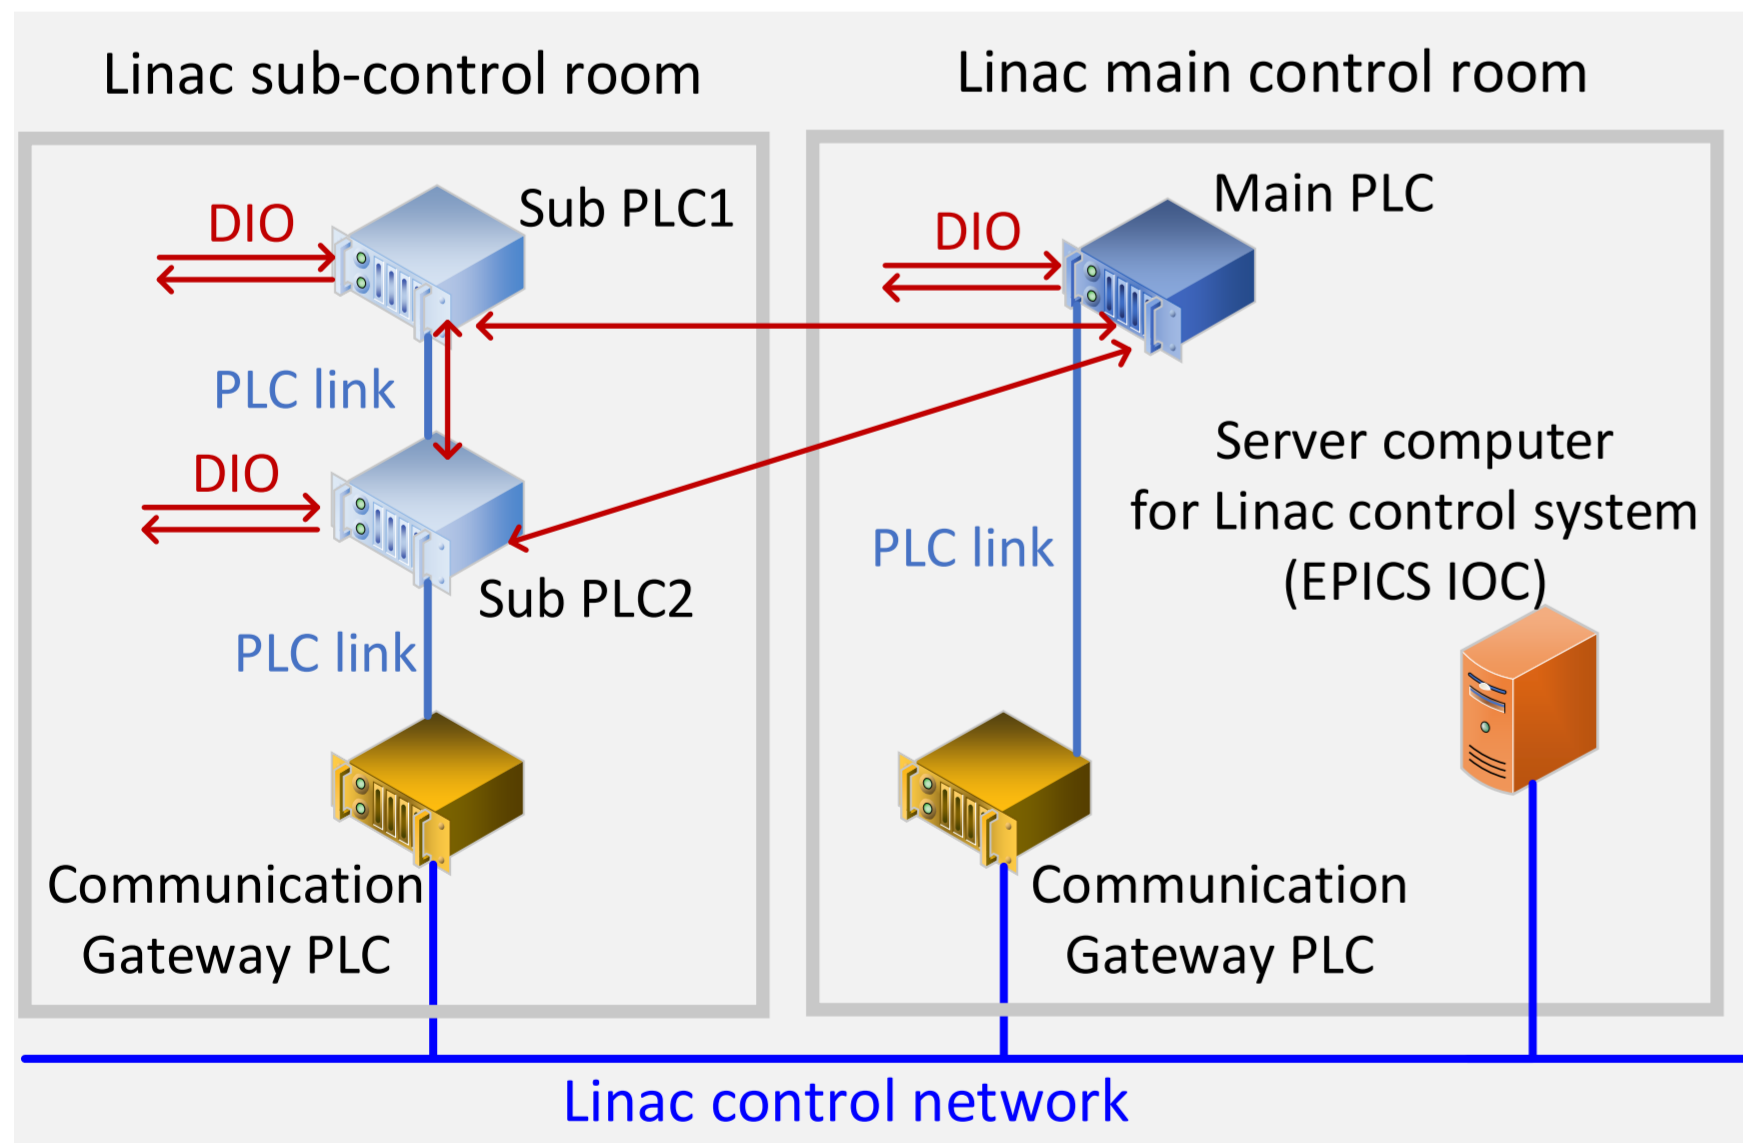 Linac sub-control room
Linac main control room
Sub PLC1
DIO
Main PLC
DIO
PLC link
DIO
Sub PLC2
PLC link
PLC link
Server computer
for Linac control system
(EPICS IOC)
Communication
Gateway PLC
Communication
Gateway PLC
Linac control network